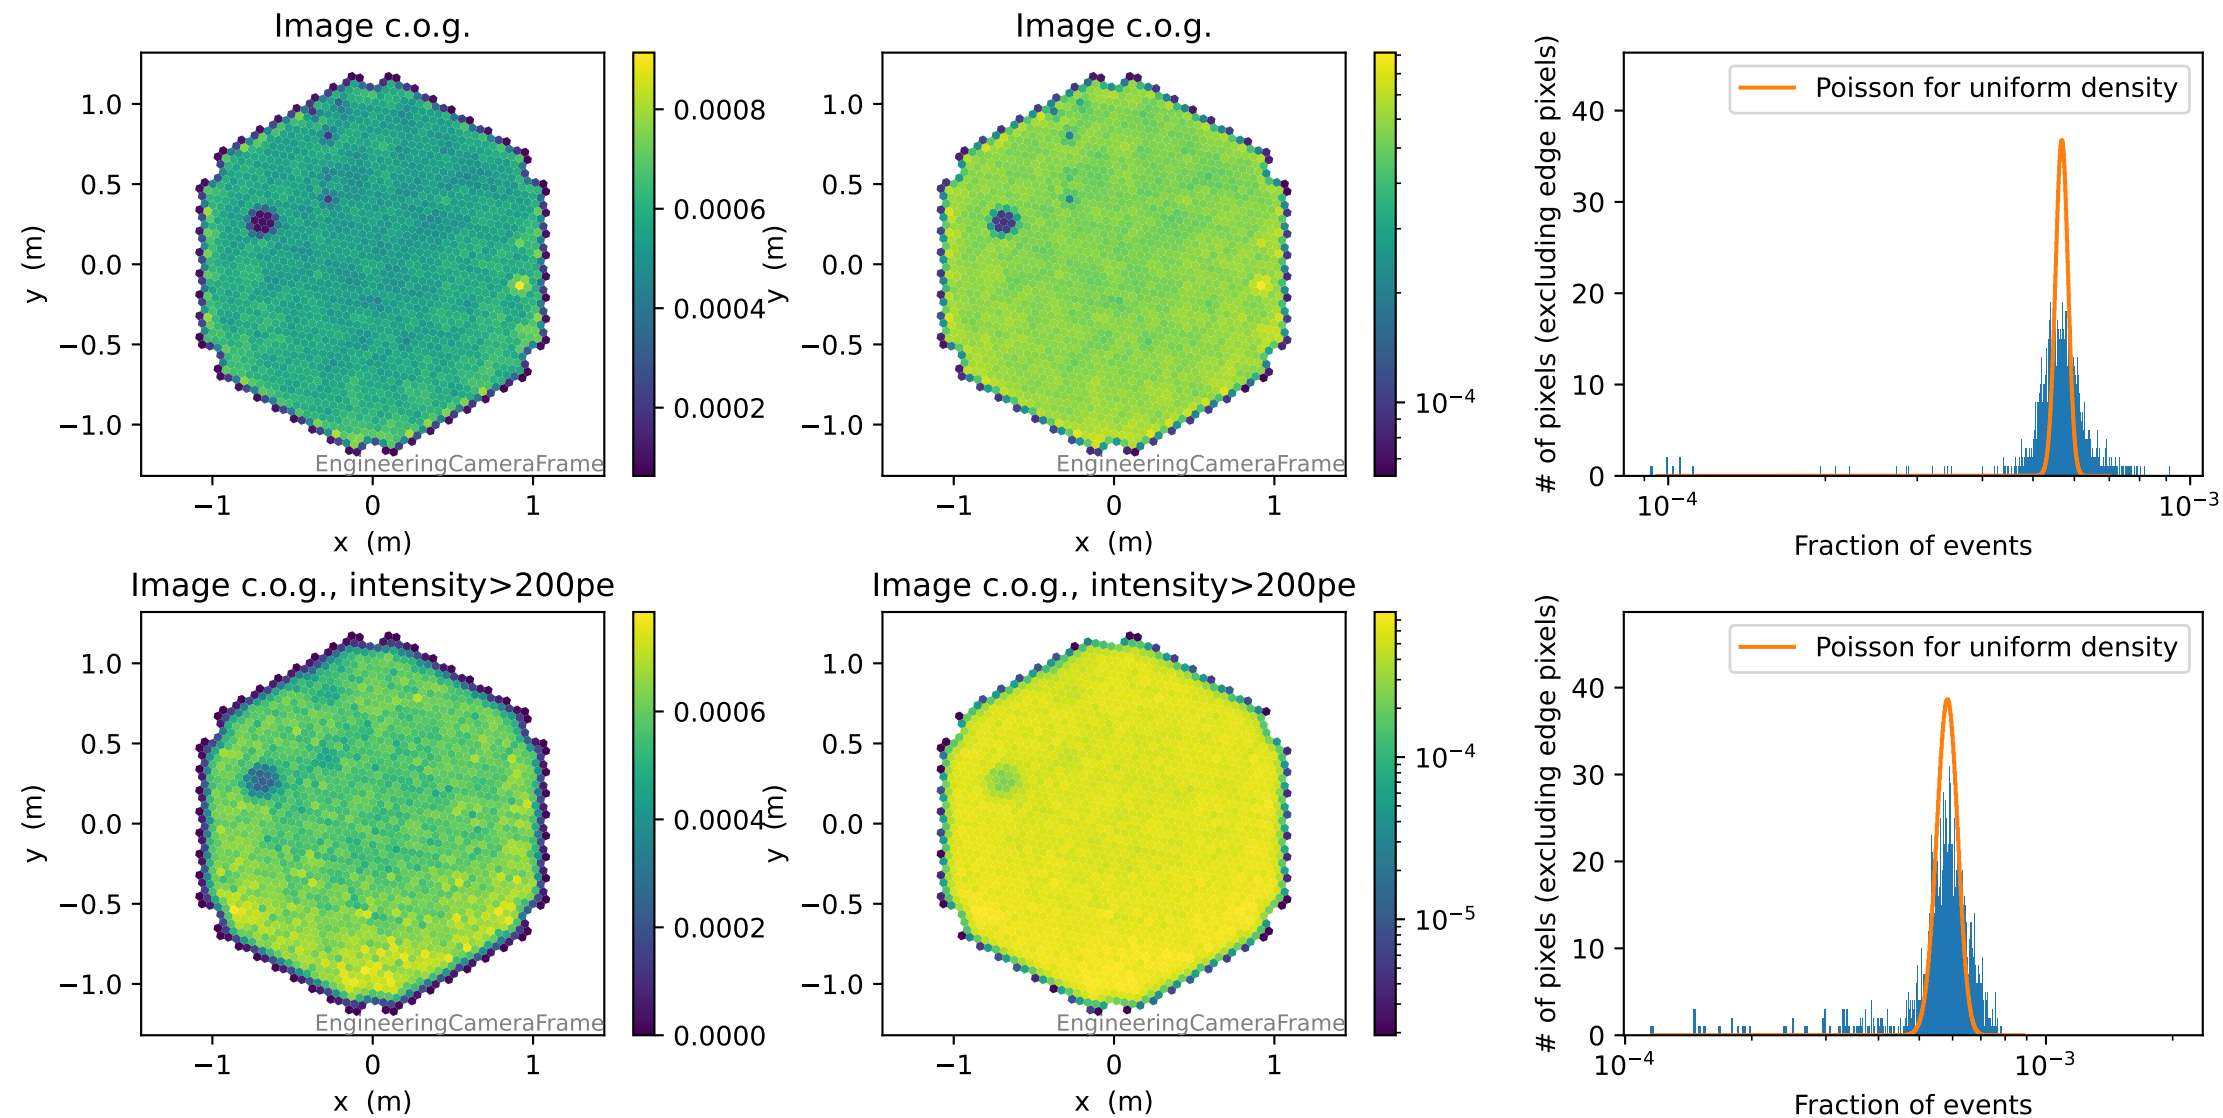 Image c.o.g.
y (m)
1.0
0.5
0.0
−0.5
−1.0
EngineeringCameraFrame
−1 0 1
x (m)
0.0008
0.0006
0.0004
0.0002
Image c.o.g.
y (m)
1.0
0.5
0.0
−0.5
−1.0
EngineeringCameraFrame
−1 0 1
x (m)
10⁻⁴
# of pixels (excluding edge pixels)
40
30
20
10
0
Poisson for uniform density
10⁻⁴ 10⁻³
Fraction of events
Image c.o.g., intensity>200pe
y (m)
1.0
0.5
0.0
−0.5
−1.0
EngineeringCameraFrame
−1 0 1
x (m)
0.0006
0.0004
0.0002
0.0000
Image c.o.g., intensity>200pe
y (m)
1.0
0.5
0.0
−0.5
−1.0
EngineeringCameraFrame
−1 0 1
x (m)
10⁻⁴
10⁻⁵
# of pixels (excluding edge pixels)
40
30
20
10
0
Poisson for uniform density
10⁻⁴ 10⁻³
Fraction of events